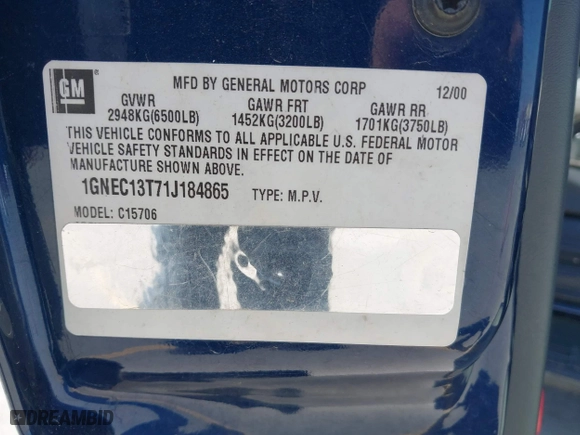 GM
MFD BY GENERAL MOTORS CORP 12/00
GVWR GAWR FRT GAWR RR
2948KG(6500LB) 1452KG(3200LB) 1701KG(3750LB)
THIS VEHICLE CONFORMS TO ALL APPLICABLE U.S. FEDERAL MOTOR
VEHICLE SAFETY STANDARDS IN EFFECT ON THE DATE OF
MANUFACTURE SHOWN ABOVE.
1GNEC13T71J184865 TYPE: M.P.V.
MODEL: C15706
DREAMBID